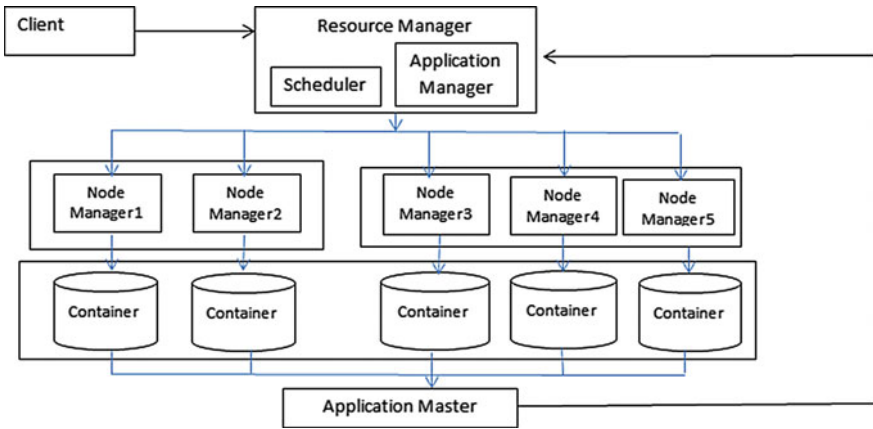 Client
Resource Manager
Scheduler
Application
Manager
Node
Manager1
Node
Manager2
Node
Manager3
Node
Manager4
Node
Manager5
Container
Container
Container
Container
Container
Application Master